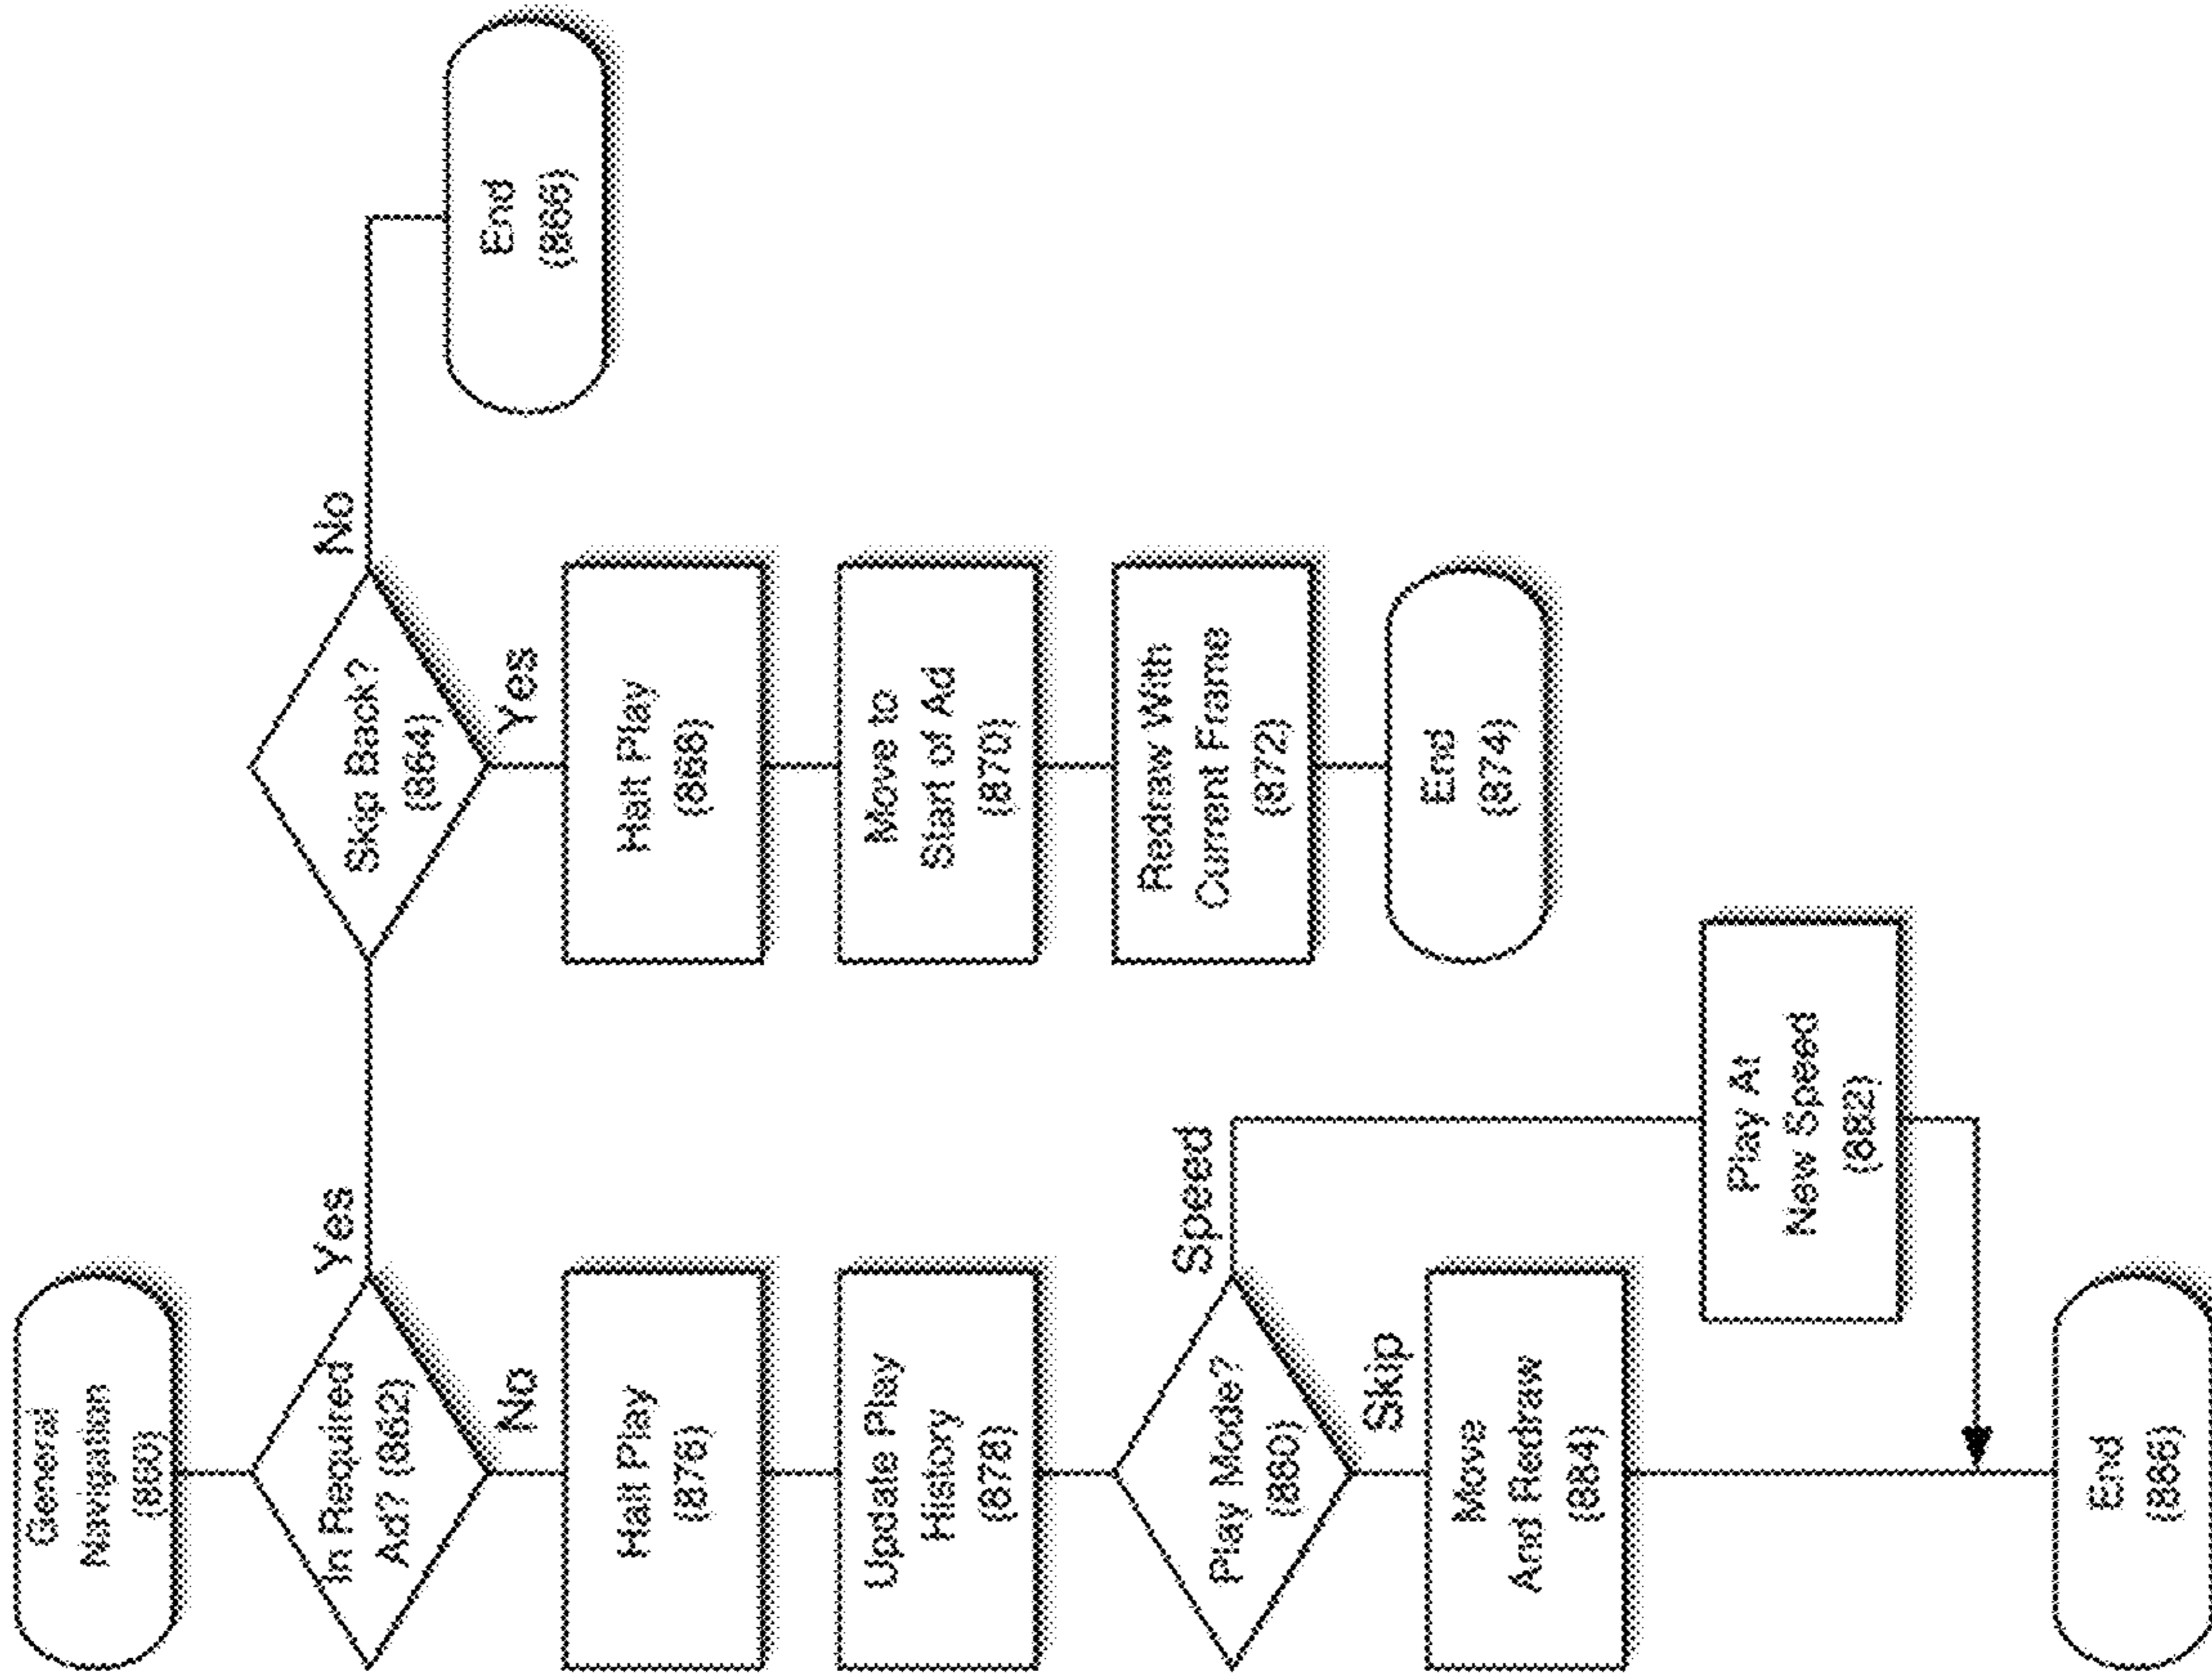 General
Navigation
(860)
In Required
Ad? (862)
Yes
Skip Back?
(864)
No
End
(866)
Yes
Halt Play
(868)
Move to
Start of Ad
(870)
Redraw With
Current Frame
(872)
End
(874)
No
Halt Play
(876)
Update Play
History
(878)
Play Mode?
(880)
Speed
Play At
New Speed
(882)
Skip
Move
And Redraw
(884)
End
(886)